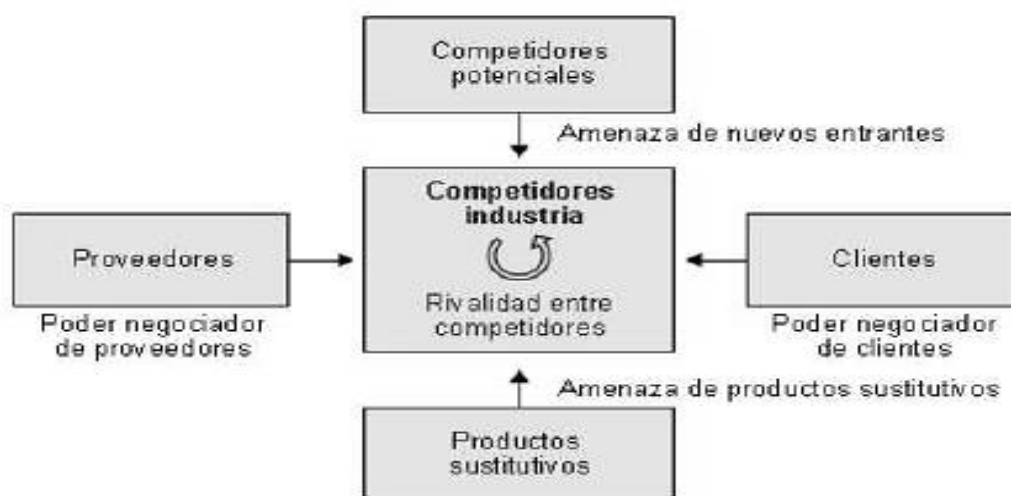 Competidores
potenciales
Amenaza de nuevos entrantes
Competidores
industria
Rivalidad entre
competidores
Proveedores
Poder negociador
de proveedores
Clientes
Poder negociador
de clientes
Amenaza de productos sustitutivos
Productos
sustitutivos